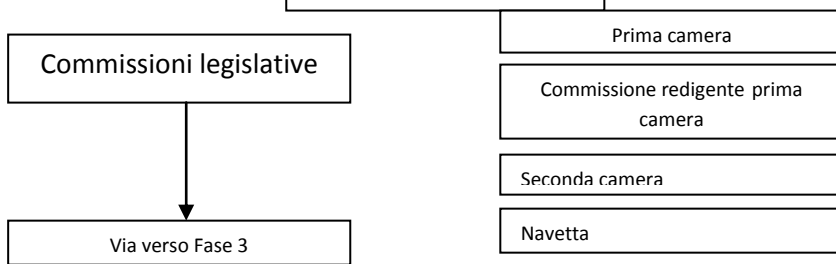 Commissioni legislative
Via verso Fase 3
Prima camera
Commissione redigente prima
camera
Seconda camera
Navetta